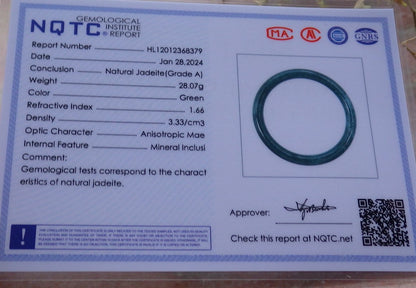 NQTC GEMOLOGICAL INSTITUTE ® REPORT
MA
GNHS
Report Number HL12012368379
Date Jan 28,2024
Conclusion Natural Jadeite(Grade A)
Weight 28.07g
Color Green
Refractive Index 1.66
Density 3.33/cm3
Optic Character Anisotropic Mae
Internal Feature Mineral Inclusi
Comment:
Gemological tests correspond to the charact
eristics of natural jadeite.
Approver:
Check this report at NQTC.net